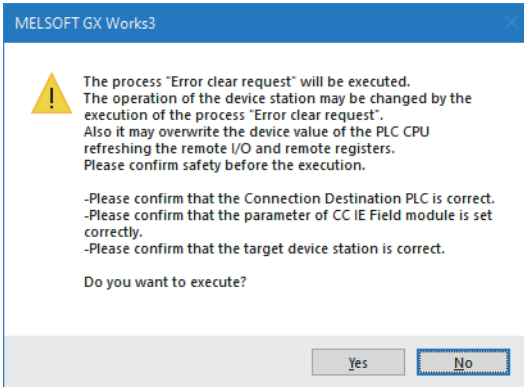 MELSOFT GX Works3
The process "Error clear request" will be executed.
The operation of the device station may be changed by the
execution of the process "Error clear request".
Also it may overwrite the device value of the PLC CPU
refreshing the remote I/O and remote registers.
Please confirm safety before the execution.
-Please confirm that the Connection Destination PLC is correct.
-Please confirm that the parameter of CC IE Field module is set
correctly.
-Please confirm that the target device station is correct.
Do you want to execute?
Yes
No